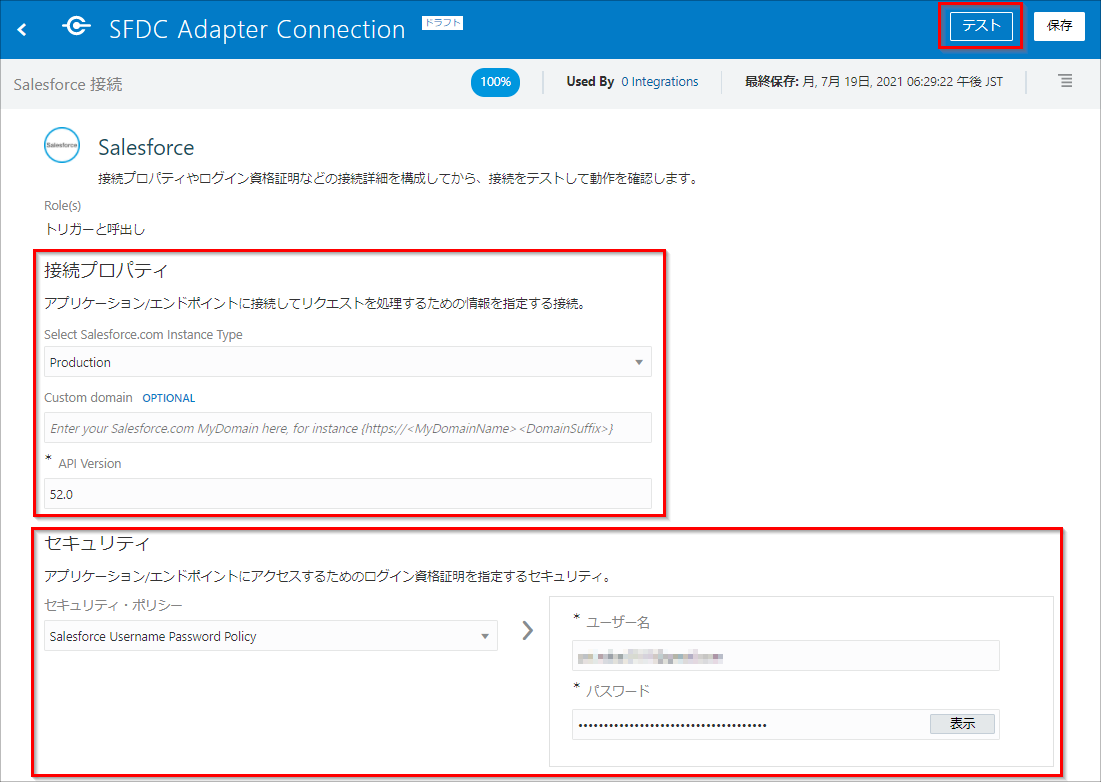 SFDC Adapter Connection
ドラフト
テスト
保存
Salesforce 接続
100%
Used By 0 Integrations
最終保存: 月, 7月 19日, 2021 06:29:22 午後 JST
Salesforce
Salesforce
接続プロパティやログイン資格証明などの接続詳細を構成してから、接続をテストして動作を確認します。
Role(s)
トリガーと呼出し
接続プロパティ
アプリケーション/エンドポイントに接続してリクエストを処理するための情報を指定する接続。
Select Salesforce.com Instance Type
Production
Custom domain OPTIONAL
Enter your Salesforce.com MyDomain here, for instance {https://<MyDomainName><DomainSuffix>}
* API Version
52.0
セキュリティ
アプリケーション/エンドポイントにアクセスするためのログイン資格証明を指定するセキュリティ。
セキュリティ・ポリシー
Salesforce Username Password Policy
* ユーザー名
* パスワード
表示